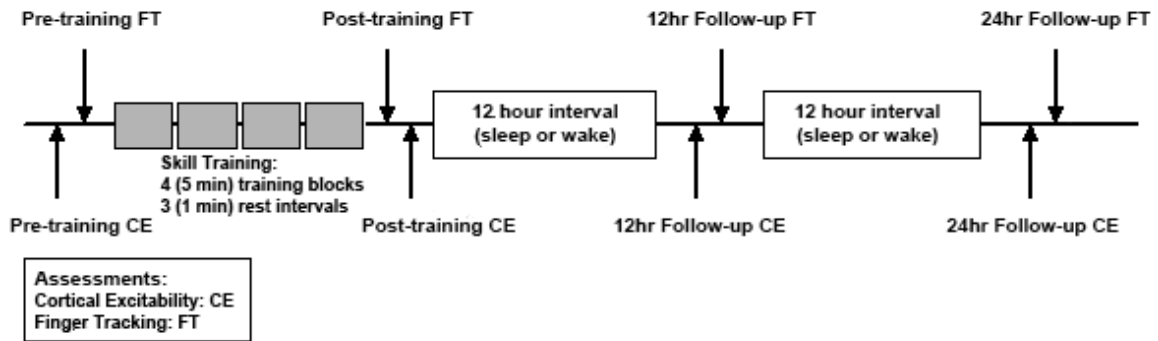 Pre-training FT
Post-training FT
12hr Follow-up FT
24hr Follow-up FT
12 hour interval
(sleep or wake)
12 hour interval
(sleep or wake)
Skill Training:
4 (5 min) training blocks
3 (1 min) rest intervals
Pre-training CE
Post-training CE
12hr Follow-up CE
24hr Follow-up CE
Assessments:
Cortical Excitability: CE
Finger Tracking: FT